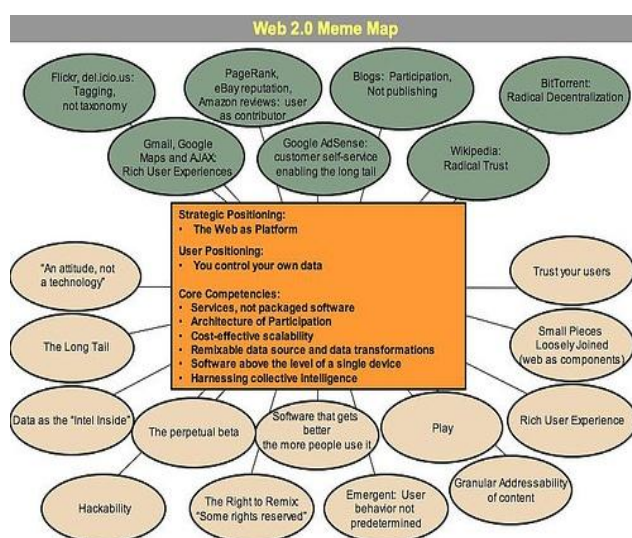 Web 2.0 Meme Map
Flickr, del.icio.us:
Tagging,
not taxonomy
PageRank,
eBay reputation,
Amazon reviews: user
as contributor
Blogs: Participation,
Not publishing
BitTorrent:
Radical Decentralization
Gmail, Google
Maps and AJAX:
Rich User Experiences
Google AdSense:
customer self-service
enabling the long tail
Wikipedia:
Radical Trust
Strategic Positioning:
• The Web as Platform
User Positioning:
• You control your own data
Core Competencies:
• Services, not packaged software
• Architecture of Participation
• Cost-effective scalability
• Remixable data source and data transformations
• Software above the level of a single device
• Harnessing collective intelligence
"An attitude, not
a technology"
Trust your users
The Long Tail
Small Pieces
Loosely Joined
(web as components)
Data as the "Intel Inside"
The perpetual beta
Software that gets
better
the more people use it
Play
Rich User Experience
Hackability
The Right to Remix:
"Some rights reserved"
Emergent: User
behavior not
predetermined
Granular Addressability
of content